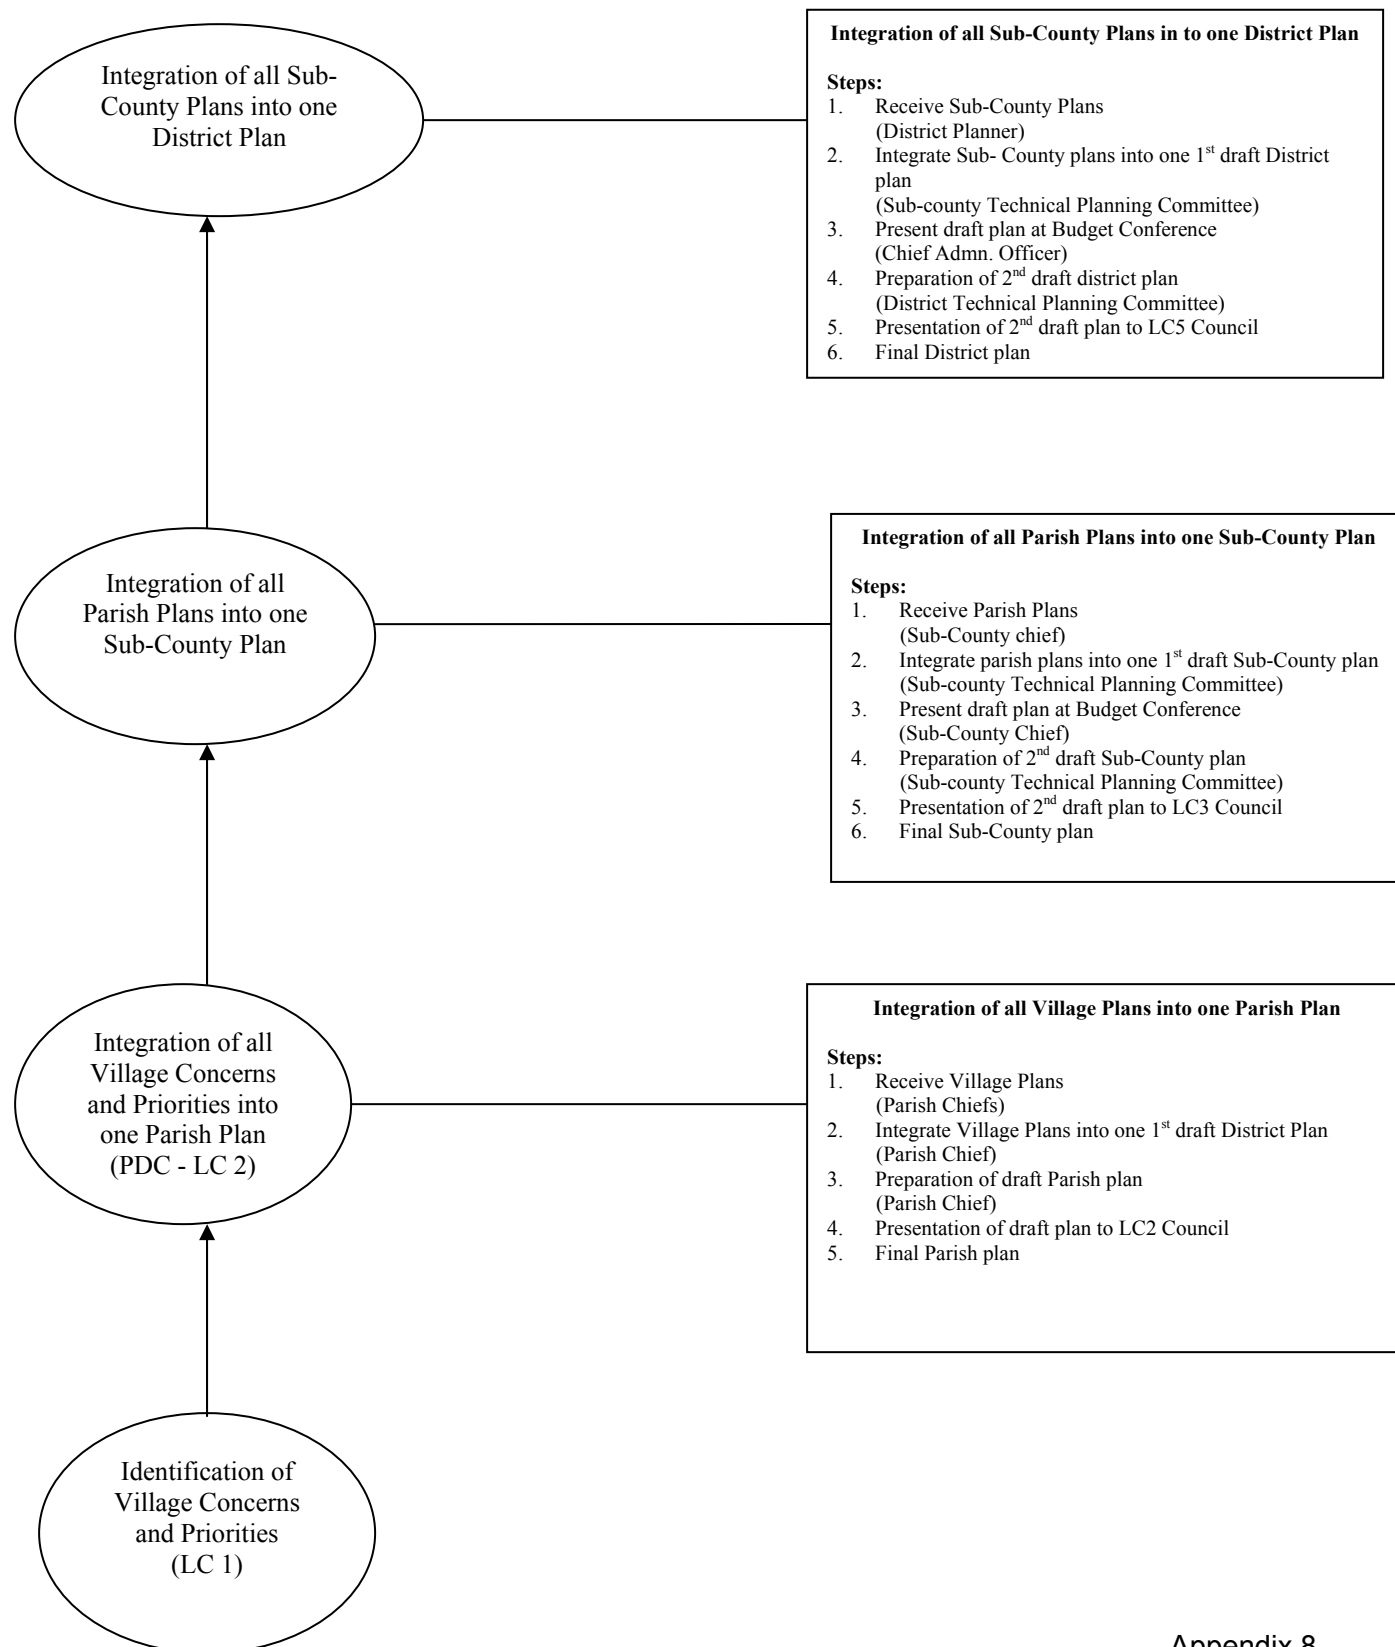 Integration of all Sub-
County Plans into one
District Plan
Integration of all Sub-County Plans in to one District Plan
Steps:
1. Receive Sub-County Plans
(District Planner)
2. Integrate Sub- County plans into one 1st draft District
plan
(Sub-county Technical Planning Committee)
3. Present draft plan at Budget Conference
(Chief Admn. Officer)
4. Preparation of 2nd draft district plan
(District Technical Planning Committee)
5. Presentation of 2nd draft plan to LC5 Council
6. Final District plan
Integration of all
Parish Plans into one
Sub-County Plan
Integration of all Parish Plans into one Sub-County Plan
Steps:
1. Receive Parish Plans
(Sub-County chief)
2. Integrate parish plans into one 1st draft Sub-County plan
(Sub-county Technical Planning Committee)
3. Present draft plan at Budget Conference
(Sub-County Chief)
4. Preparation of 2nd draft Sub-County plan
(Sub-county Technical Planning Committee)
5. Presentation of 2nd draft plan to LC3 Council
6. Final Sub-County plan
Integration of all
Village Concerns
and Priorities into
one Parish Plan
(PDC - LC 2)
Integration of all Village Plans into one Parish Plan
Steps:
1. Receive Village Plans
(Parish Chiefs)
2. Integrate Village Plans into one 1st draft District Plan
(Parish Chief)
3. Preparation of draft Parish plan
(Parish Chief)
4. Presentation of draft plan to LC2 Council
5. Final Parish plan
Identification of
Village Concerns
and Priorities
(LC 1)
Appendix 8